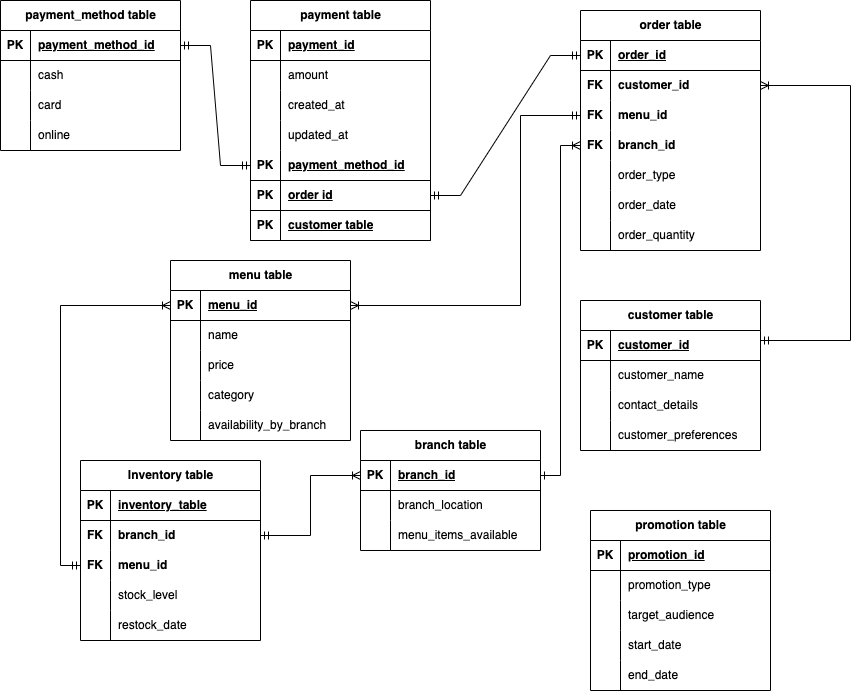 payment_method table
PK payment_method_id
cash
card
online
payment table
PK payment_id
amount
created_at
updated_at
PK payment_method_id
PK order id
PK customer table
order table
PK order_id
FK customer_id
FK menu_id
FK branch_id
order_type
order_date
order_quantity
menu table
PK menu_id
name
price
category
availability_by_branch
customer table
PK customer_id
customer_name
contact_details
customer_preferences
Inventory table
PK inventory_table
FK branch_id
FK menu_id
stock_level
restock_date
branch table
PK branch_id
branch_location
menu_items_available
promotion table
PK promotion_id
promotion_type
target_audience
start_date
end_date